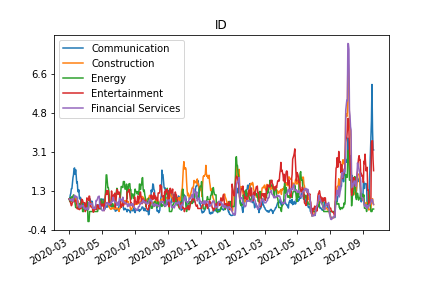 ID
Communication
Construction
Energy
Entertainment
Financial Services
6.6
4.8
3.1
1.3
-0.4
2020-03
2020-05
2020-07
2020-09
2020-11
2021-01
2021-03
2021-05
2021-07
2021-09